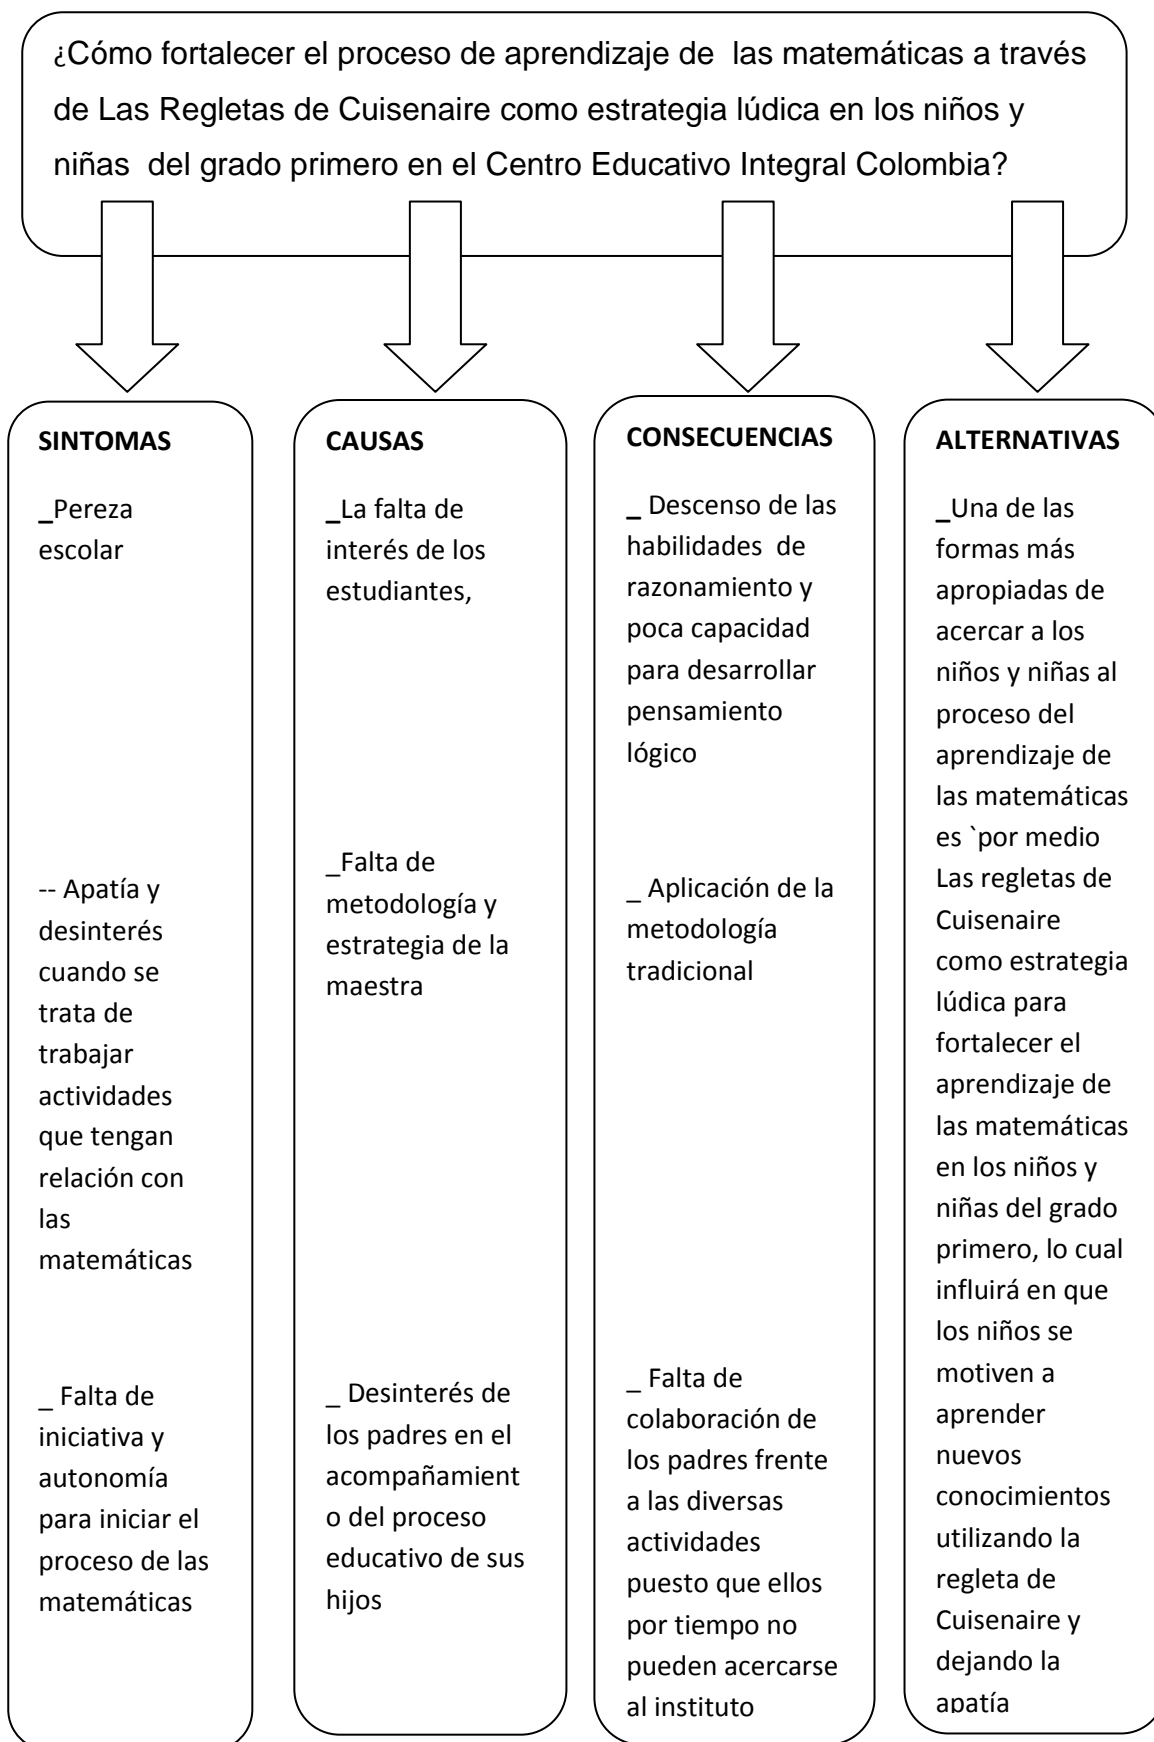 ¿Cómo fortalecer el proceso de aprendizaje de  las matemáticas a través
de Las Regletas de Cuisenaire como estrategia lúdica en los niños y
niñas  del grado primero en el Centro Educativo Integral Colombia?
SINTOMAS
_Pereza
escolar
-- Apatía y
desinterés
cuando se
trata de
trabajar
actividades
que tengan
relación con
las
matemáticas
_ Falta de
iniciativa y
autonomía
para iniciar el
proceso de las
matemáticas
CAUSAS
_La falta de
interés de los
estudiantes,
_Falta de
metodología y
estrategia de la
maestra
_ Desinterés de
los padres en el
acompañamient
o del proceso
educativo de sus
hijos
CONSECUENCIAS
_ Descenso de las
habilidades  de
razonamiento y
poca capacidad
para desarrollar
pensamiento
lógico
_ Aplicación de la
metodología
tradicional
_ Falta de
colaboración de
los padres frente
a las diversas
actividades
puesto que ellos
por tiempo no
pueden acercarse
al instituto
ALTERNATIVAS
_Una de las
formas más
apropiadas de
acercar a los
niños y niñas al
proceso del
aprendizaje de
las matemáticas
es `por medio
Las regletas de
Cuisenaire
como estrategia
lúdica para
fortalecer el
aprendizaje de
las matemáticas
en los niños y
niñas del grado
primero, lo cual
influirá en que
los niños se
motiven a
aprender
nuevos
conocimientos
utilizando la
regleta de
Cuisenaire y
dejando la
apatía